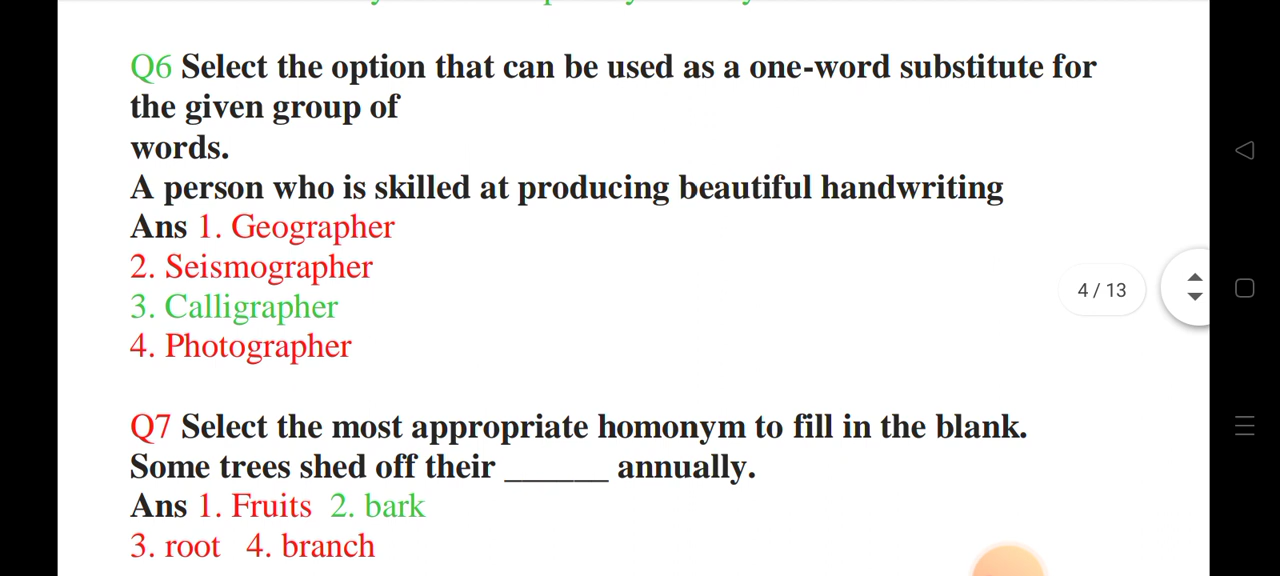 Q6 Select the option that can be used as a one-word substitute for
the given group of
words.
A person who is skilled at producing beautiful handwriting
Ans 1. Geographer
2. Seismographer
3. Calligrapher
4. Photographer
4 / 13
Q7 Select the most appropriate homonym to fill in the blank.
Some trees shed off their ______ annually.
Ans 1. Fruits 2. bark
3. root 4. branch